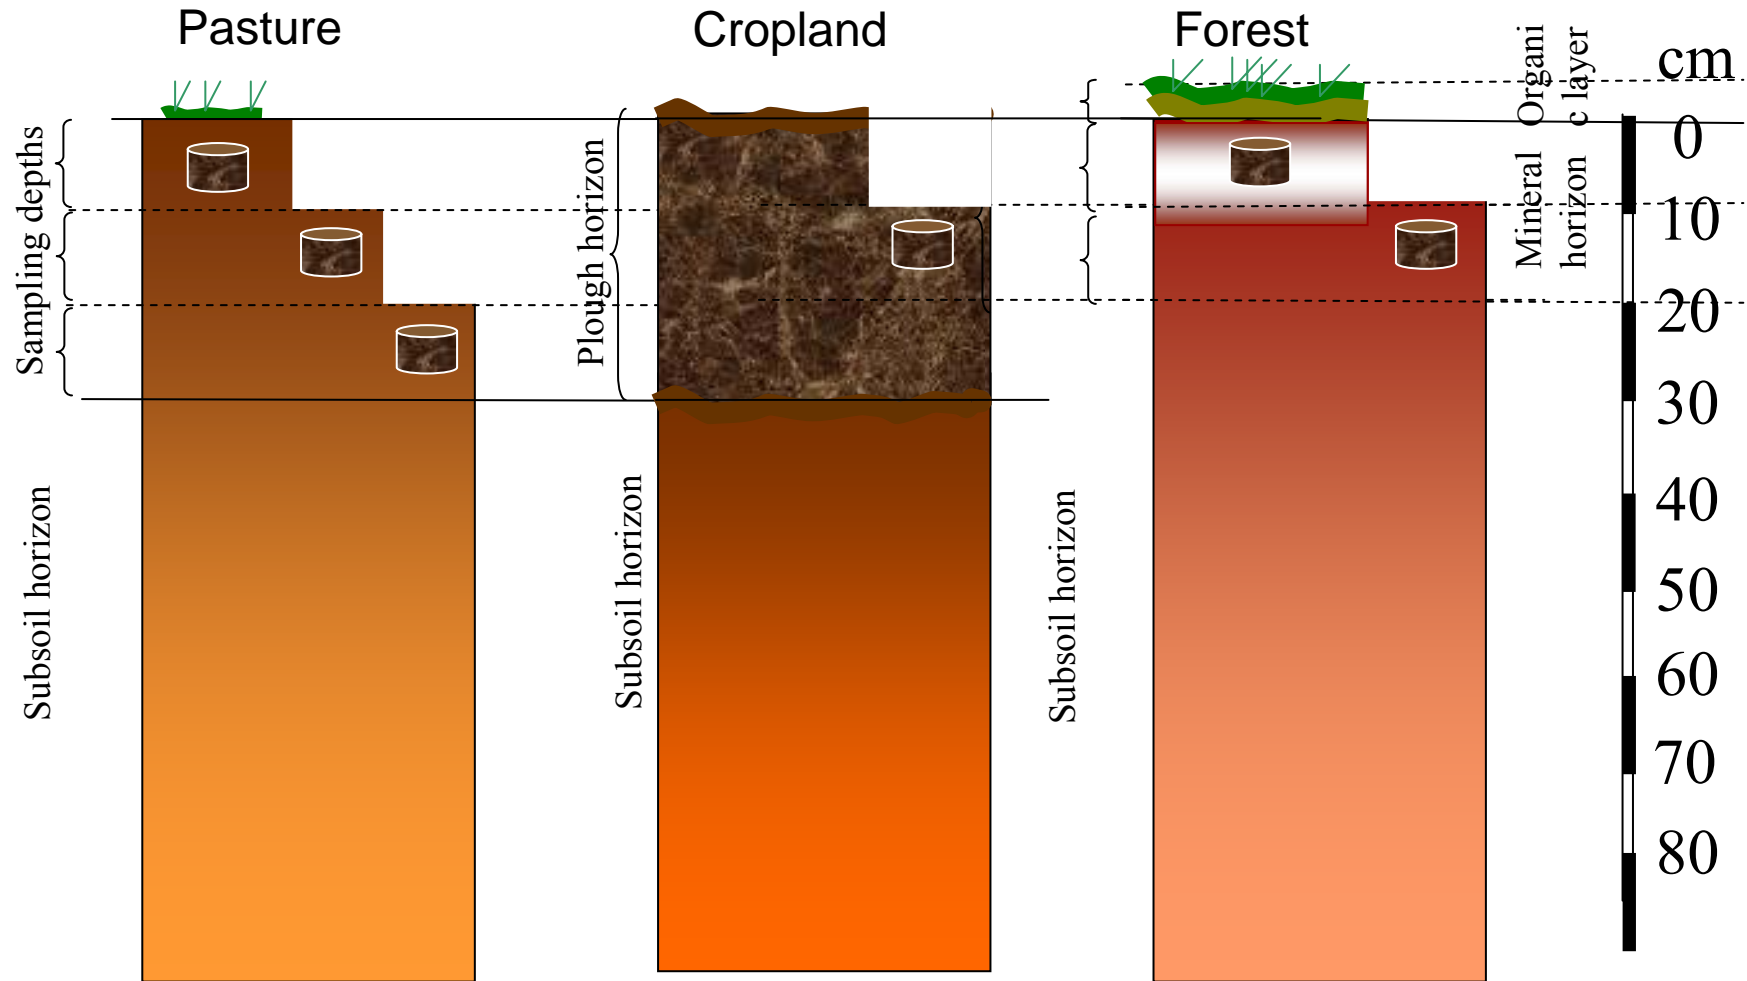 Pasture
Cropland
Forest
cm
Organi
c layer
Sampling depths
Plough horizon
Mineral
horizon
Subsoil horizon
Subsoil horizon
Subsoil horizon
0
10
20
30
40
50
60
70
80